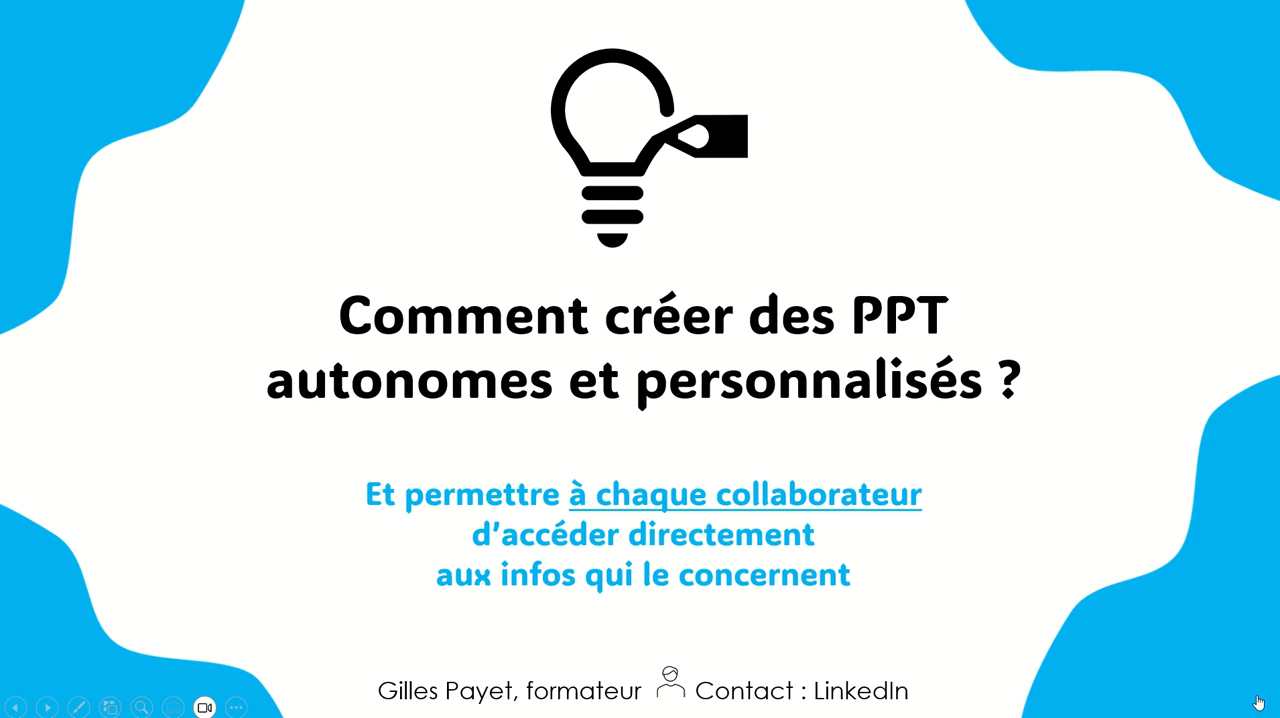 Comment créer des PPT
autonomes et personnalisés ?
Et permettre à chaque collaborateur
d’accéder directement
aux infos qui le concernent
Gilles Payet, formateur Contact : LinkedIn